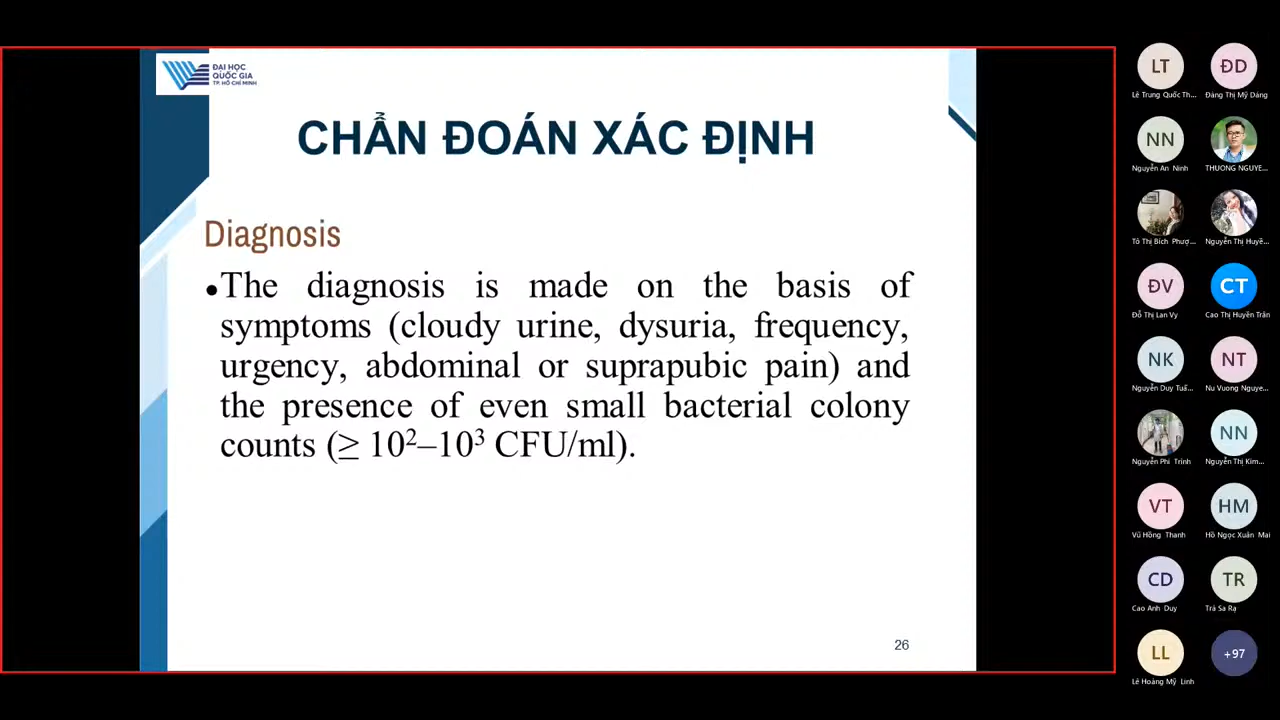 ĐẠI HỌC
QUỐC GIA
TP. HỒ CHÍ MINH
CHẨN ĐOÁN XÁC ĐỊNH
Diagnosis
•The diagnosis is made on the basis of
symptoms (cloudy urine, dysuria, frequency,
urgency, abdominal or suprapubic pain) and
the presence of even small bacterial colony
counts (≥ 10²–10³ CFU/ml).
26
LT
Lê Trung Quốc Th...
ĐD
Đặng Thị Mỹ Dáng
NN
Nguyễn An Ninh
THUONG NGUYE...
Tô Thị Bích Phượ...
Nguyễn Thị Huyề...
ĐV
Đỗ Thị Lan Vy
CT
Cao Thị Huyền Trân
NK
Nguyễn Duy Tuấ...
NT
Nu Vuong Nguye...
Nguyễn Phi Trình
NN
Nguyễn Thị Kim...
VT
Vũ Hồng Thanh
HM
Hồ Ngọc Xuân Mai
CD
Cao Anh Duy
TR
Trà Sa Rạ
LL
Lê Hoàng Mỹ Linh
+97